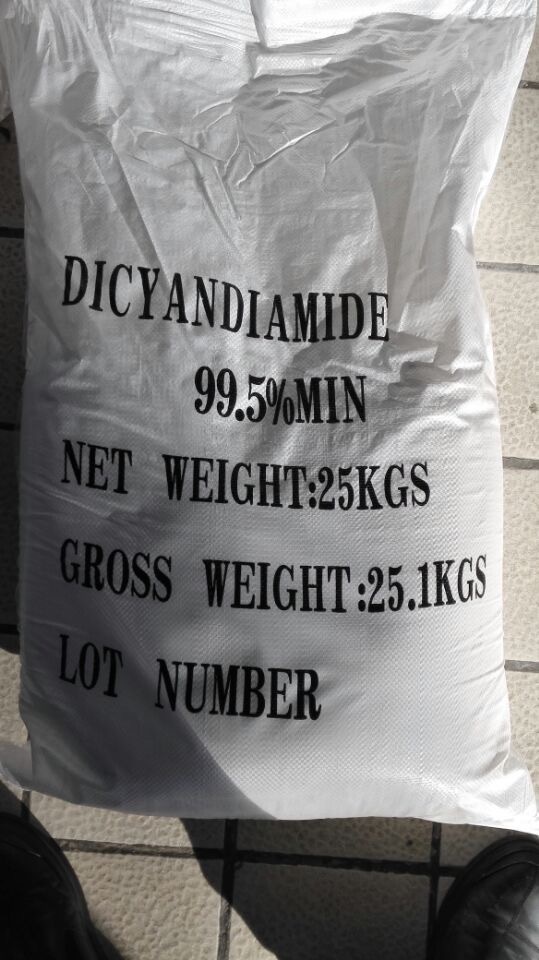 DICYANDIAMIDE
99.5%MIN
NET WEIGHT:25KGS
GROSS WEIGHT:25.1KGS
LOT NUMBER